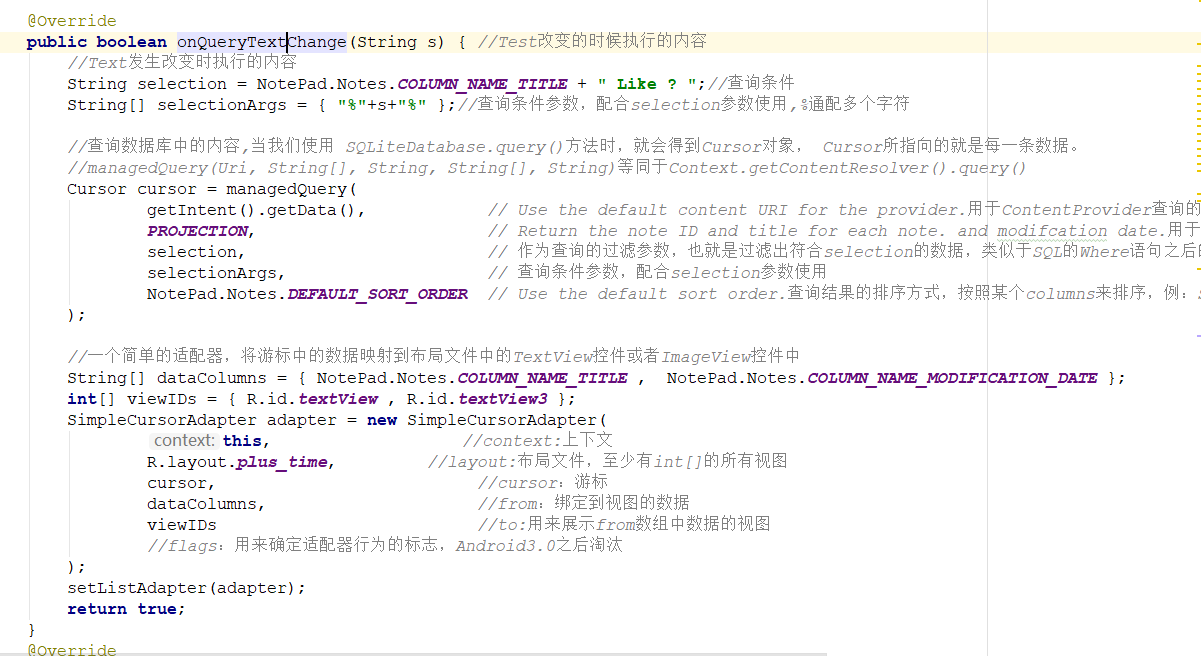 @Override
public boolean onQueryTextChange(String s) { //Test改变的时候执行的内容
//Text发生改变时执行的内容
String selection = NotePad.Notes.COLUMN_NAME_TITLE + " Like ? ";//查询条件
String[] selectionArgs = { "%"+s+"%" };//查询条件参数，配合selection参数使用,%通配多个字符
//查询数据库中的内容,当我们使用 SQLiteDatabase.query()方法时，就会得到Cursor对象， Cursor所指向的就是每一条数据。
//managedQuery(Uri, String[], String, String[], String)等同于Context.getContentResolver().query()
Cursor cursor = managedQuery(
getIntent().getData(), // Use the default content URI for the provider.用于ContentProvider查询的
PROJECTION, // Return the note ID and title for each note. and modifcation date.用于
selection, // 作为查询的过滤参数，也就是过滤出符合selection的数据，类似于SQL的Where语句之后的
selectionArgs, // 查询条件参数，配合selection参数使用
NotePad.Notes.DEFAULT_SORT_ORDER // Use the default sort order.查询结果的排序方式，按照某个columns来排序，例：
);
//一个简单的适配器，将游标中的数据映射到布局文件中的TextView控件或者ImageView控件中
String[] dataColumns = { NotePad.Notes.COLUMN_NAME_TITLE , NotePad.Notes.COLUMN_NAME_MODIFICATION_DATE };
int[] viewIDs = { R.id.textView , R.id.textView3 };
SimpleCursorAdapter adapter = new SimpleCursorAdapter(
context: this, //context:上下文
R.layout.plus_time, //layout:布局文件，至少有int[]的所有视图
cursor, //cursor：游标
dataColumns, //from：绑定到视图的数据
viewIDs //to:用来展示from数组中数据的视图
//flags：用来确定适配器行为的标志，Android3.0之后淘汰
);
setListAdapter(adapter);
return true;
}
@Override